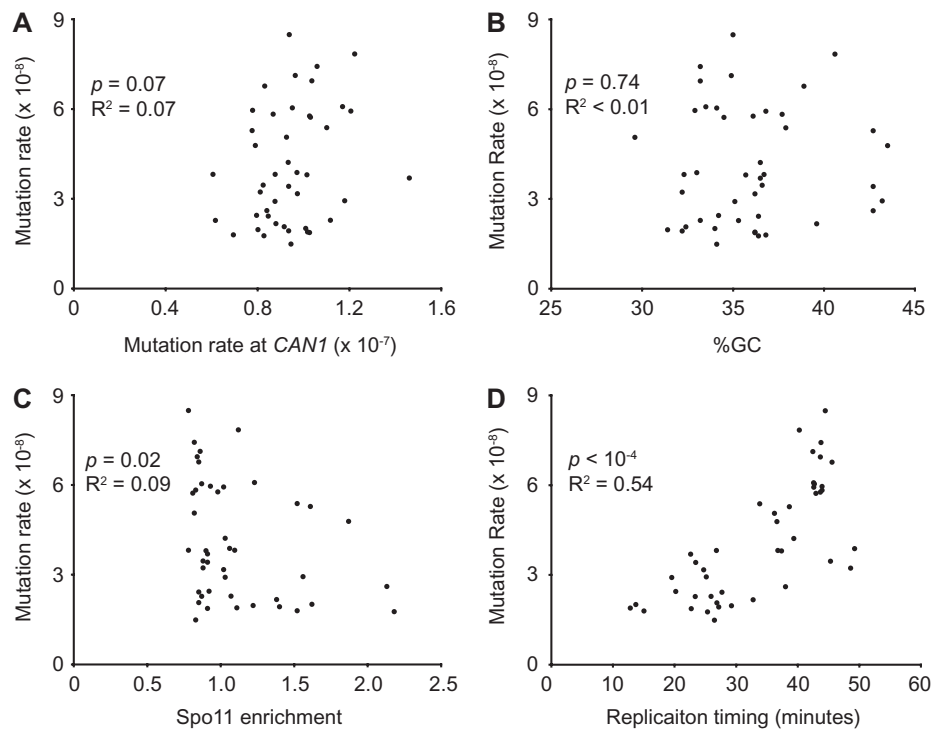 A
9
6
3
0
Mutation rate (x 10⁻⁸)
p = 0.07
R² = 0.07
0 0.4 0.8 1.2 1.6
Mutation rate at CAN1 (x 10⁻⁷)
B
9
6
3
0
Mutation Rate (x 10⁻⁸)
p = 0.74
R² < 0.01
25 30 35 40 45
%GC
C
9
6
3
0
Mutation rate (x 10⁻⁸)
p = 0.02
R² = 0.09
0 0.5 1.0 1.5 2.0 2.5
Spo11 enrichment
D
9
6
3
0
Mutation Rate (x 10⁻⁸)
p < 10⁻⁴
R² = 0.54
0 10 20 30 40 50 60
Replicaiton timing (minutes)